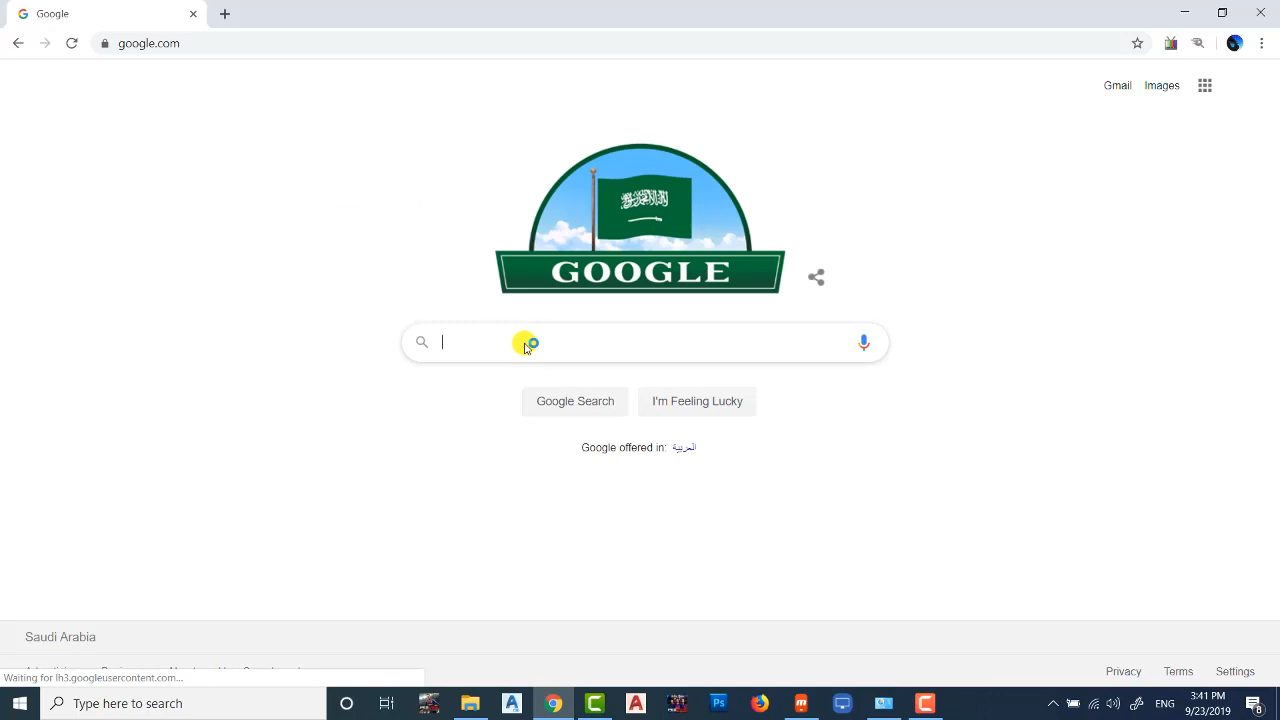 Google
google.com
Gmail Images
GOOGLE
Google Search I'm Feeling Lucky
Google offered in: العربية
Saudi Arabia
Waiting for lh3.googleusercontent.com...
Privacy Terms Settings
Type here to search
ENG
3:41 PM
9/23/2019
8